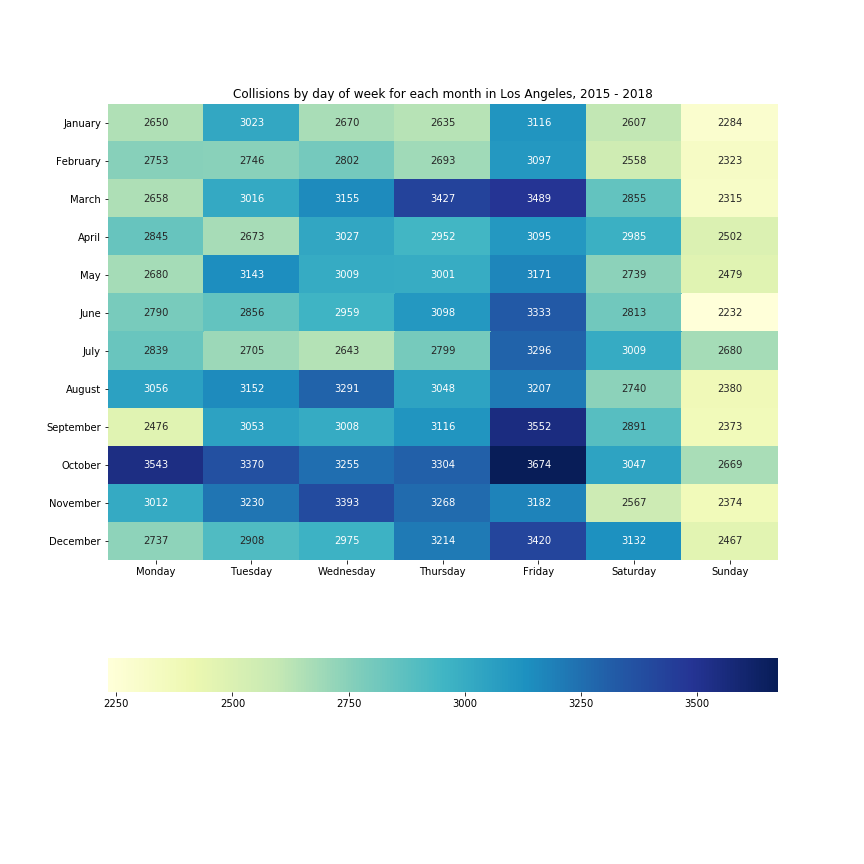 Collisions by day of week for each month in Los Angeles, 2015 - 2018
January 2650 3023 2670 2635 3116 2607 2284
February 2753 2746 2802 2693 3097 2558 2323
March 2658 3016 3155 3427 3489 2855 2315
April 2845 2673 3027 2952 3095 2985 2502
May 2680 3143 3009 3001 3171 2739 2479
June 2790 2856 2959 3098 3333 2813 2232
July 2839 2705 2643 2799 3296 3009 2680
August 3056 3152 3291 3048 3207 2740 2380
September 2476 3053 3008 3116 3552 2891 2373
October 3543 3370 3255 3304 3674 3047 2669
November 3012 3230 3393 3268 3182 2567 2374
December 2737 2908 2975 3214 3420 3132 2467
Monday Tuesday Wednesday Thursday Friday Saturday Sunday
2250 2500 2750 3000 3250 3500